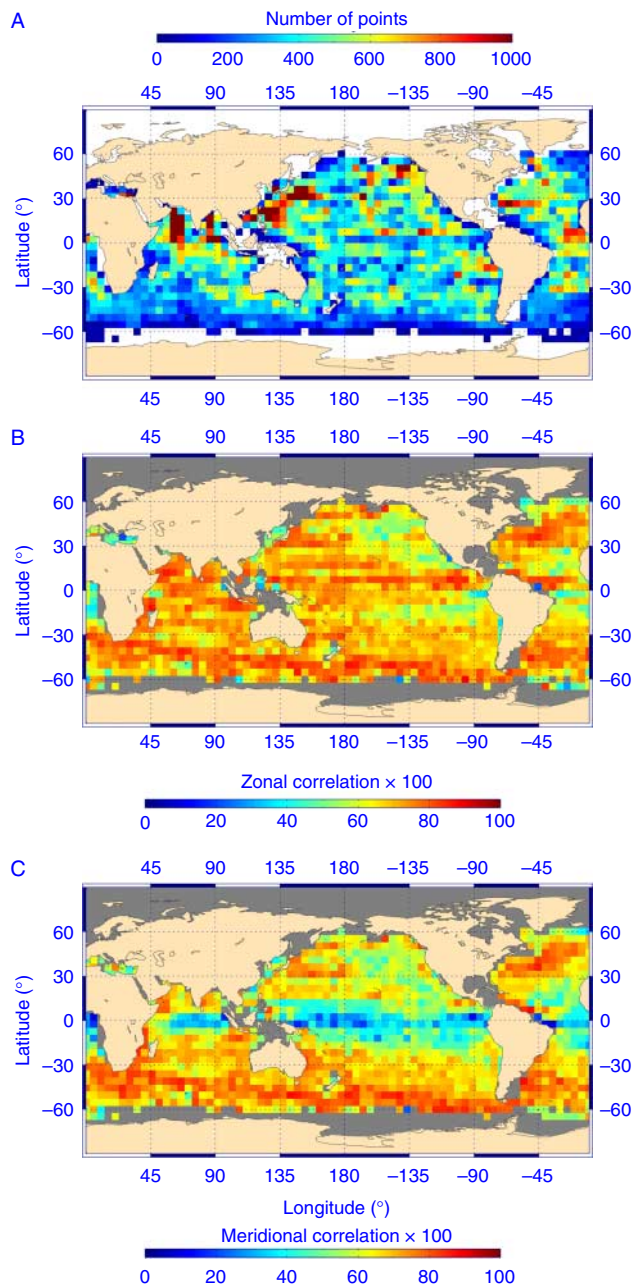 A
Number of points
0 200 400 600 800 1000
45 90 135 180 −135 −90 −45
60 60
30 30
0 0
−30 −30
−60 −60
Latitude (°)
45 90 135 180 −135 −90 −45
B
45 90 135 180 −135 −90 −45
60 60
30 30
0 0
−30 −30
−60 −60
Latitude (°)
45 90 135 180 −135 −90 −45
Zonal correlation × 100
0 20 40 60 80 100
C
45 90 135 180 −135 −90 −45
60 60
30 30
0 0
−30 −30
−60 −60
Latitude (°)
45 90 135 180 −135 −90 −45
Longitude (°)
Meridional correlation × 100
0 20 40 60 80 100